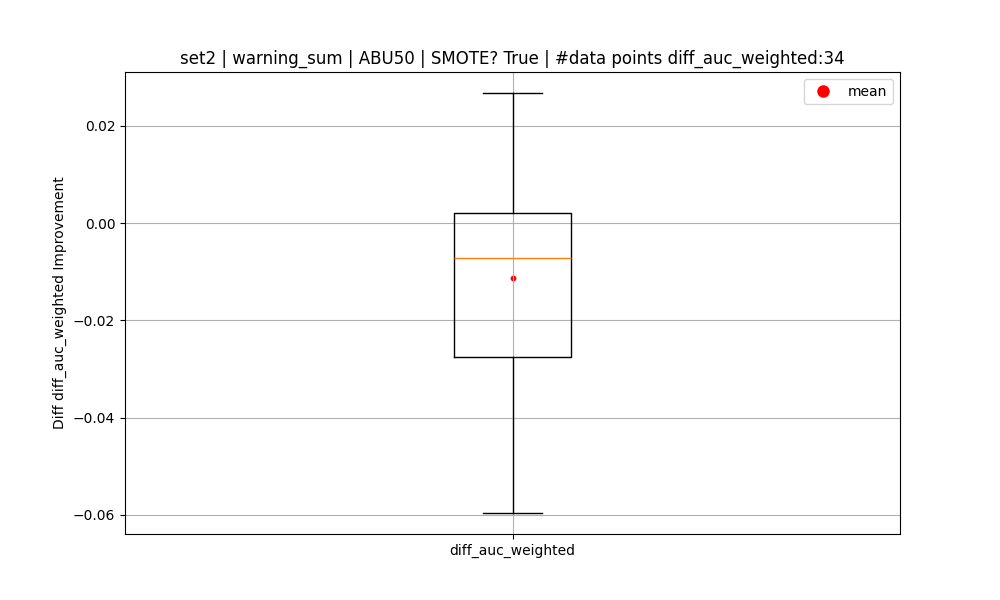 set2 | warning_sum | ABU50 | SMOTE? True | #data points diff_auc_weighted:34
mean
0.02
0.00
−0.02
−0.04
−0.06
Diff diff_auc_weighted Improvement
diff_auc_weighted